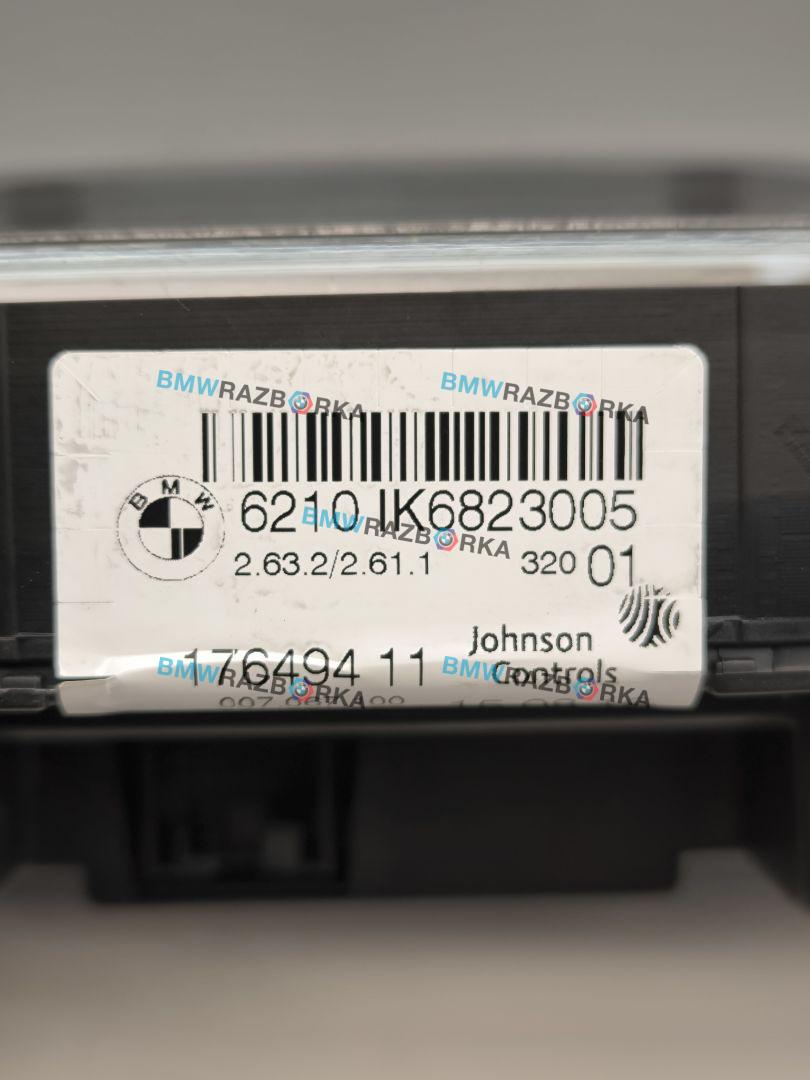 BMWRAZBORKA BMWRAZBORKA
BMW
6210 IK6823005
BMWRAZBORKA
2.63.2/2.61.1 320 01
Johnson
Controls
176494 11
BMWRAZBORKA BMWRAZBORKA